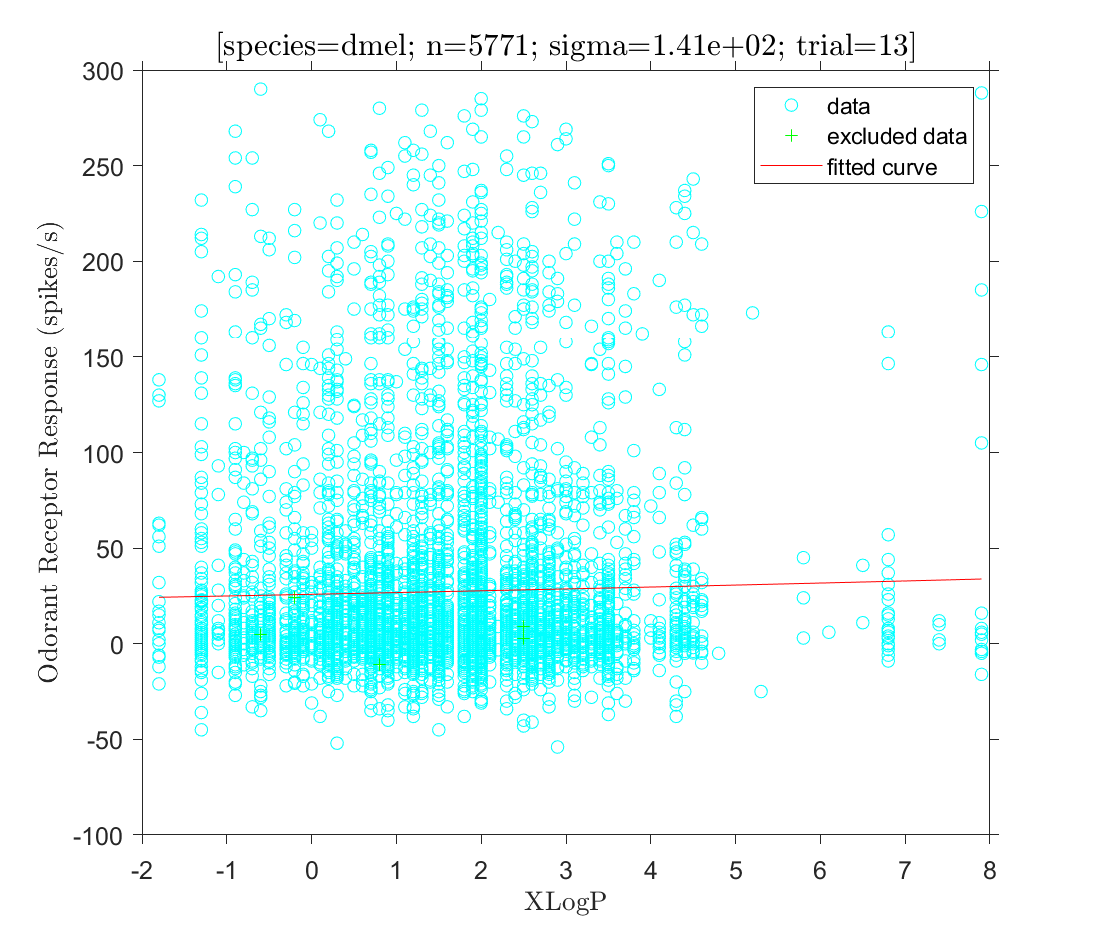 [species=dmel; n=5771; sigma=1.41e+02; trial=13]
300
250
200
150
100
50
0
-50
-100
Odorant Receptor Response (spikes/s)
data
excluded data
fitted curve
-2 -1 0 1 2 3 4 5 6 7 8
XLogP